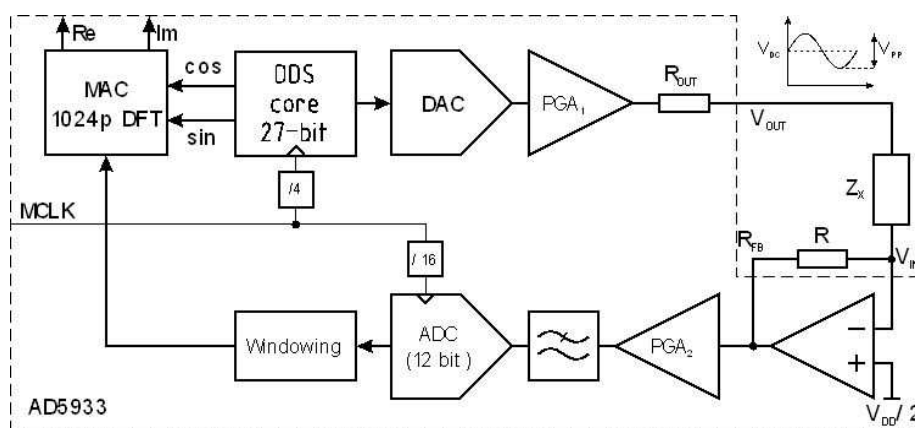 Re
Im
MAC
1024p DFT
cos
sin
DDS
core
27-bit
DAC
PGA1
ROUT
VOUT
VDC
VPP
ZX
/4
MCLK
/ 16
RFB
R
VIN
Windowing
ADC
(12 bit )
PGA2
−
+
VDD/ 2
AD5933